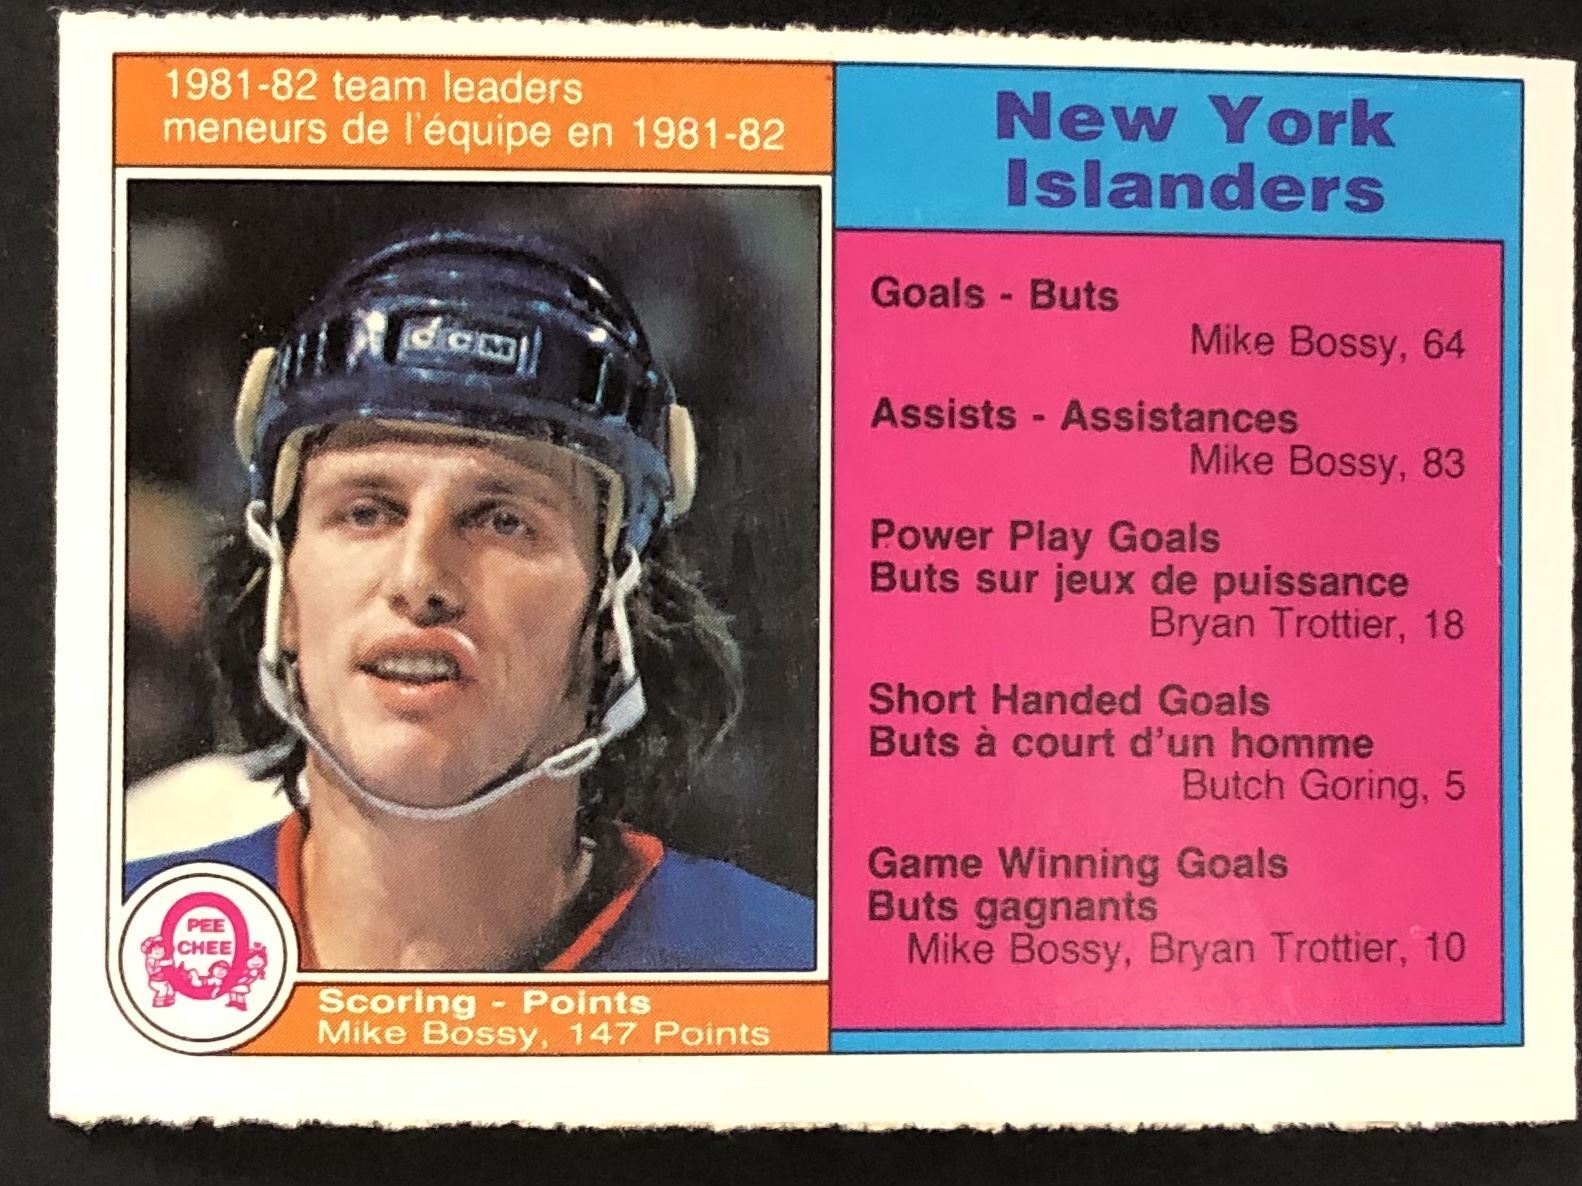 1981-82 team leaders
meneurs de l'équipe en 1981-82
New York
Islanders
ccm
Goals - Buts
Mike Bossy, 64
Assists - Assistances
Mike Bossy, 83
Power Play Goals
Buts sur jeux de puissance
Bryan Trottier, 18
Short Handed Goals
Buts à court d'un homme
Butch Goring, 5
Game Winning Goals
Buts gagnants
Mike Bossy, Bryan Trottier, 10
PEE
CHEE
Scoring - Points
Mike Bossy, 147 Points